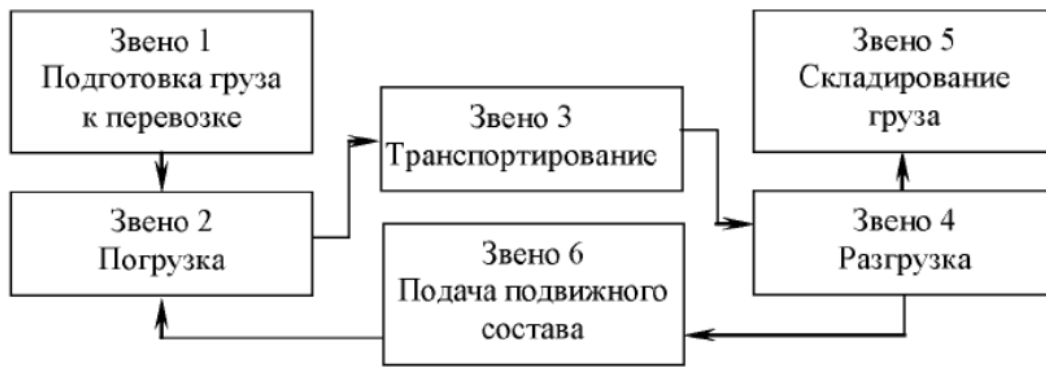 Звено 1
Подготовка груза
к перевозке
Звено 2
Погрузка
Звено 3
Транспортирование
Звено 6
Подача подвижного
состава
Звено 5
Складирование
груза
Звено 4
Разгрузка